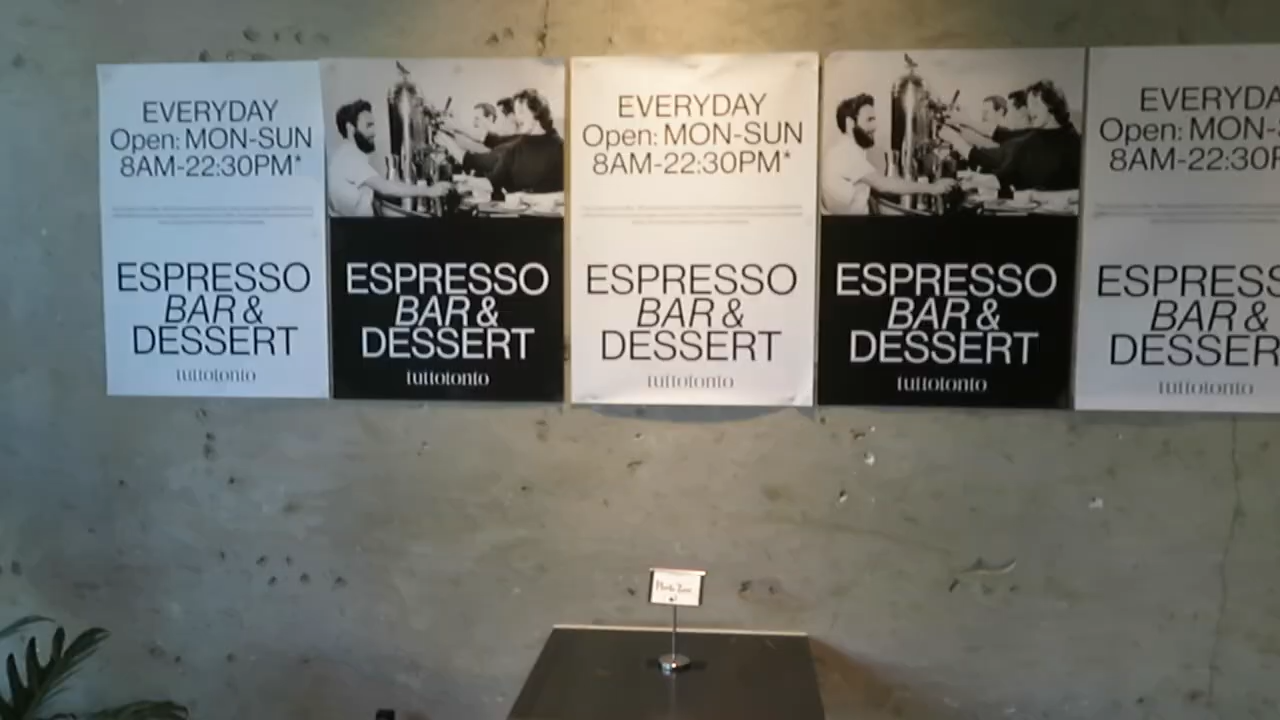 EVERYDAY
Open: MON-SUN
8AM-22:30PM*
ESPRESSO
BAR &
DESSERT
tuttotonto
ESPRESSO
BAR &
DESSERT
tuttotonto
EVERYDAY
Open: MON-SUN
8AM-22:30PM*
ESPRESSO
BAR &
DESSERT
tuttotonto
ESPRESSO
BAR &
DESSERT
tuttotonto
EVERYDA
Open: MON-
8AM-22:30P
ESPRESS
BAR &
DESSER
tuttotonto